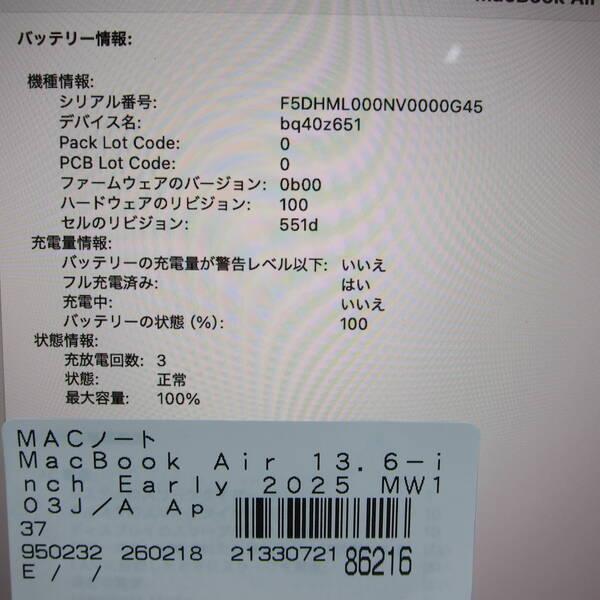 MacBook Air
バッテリー情報:
機種情報:
シリアル番号: F5DHML000NV0000G45
デバイス名: bq40z651
Pack Lot Code: 0
PCB Lot Code: 0
ファームウェアのバージョン: 0b00
ハードウェアのリビジョン: 100
セルのリビジョン: 551d
充電量情報:
バッテリーの充電量が警告レベル以下: いいえ
フル充電済み: はい
充電中: いいえ
バッテリーの状態 (%): 100
状態情報:
充放電回数: 3
状態: 正常
最大容量: 100%
MACノート
MacBook Air 13.6-i
nch Early 2025 MW1
03J/A Ap
37
950232 260218 21330721 86216
E / /